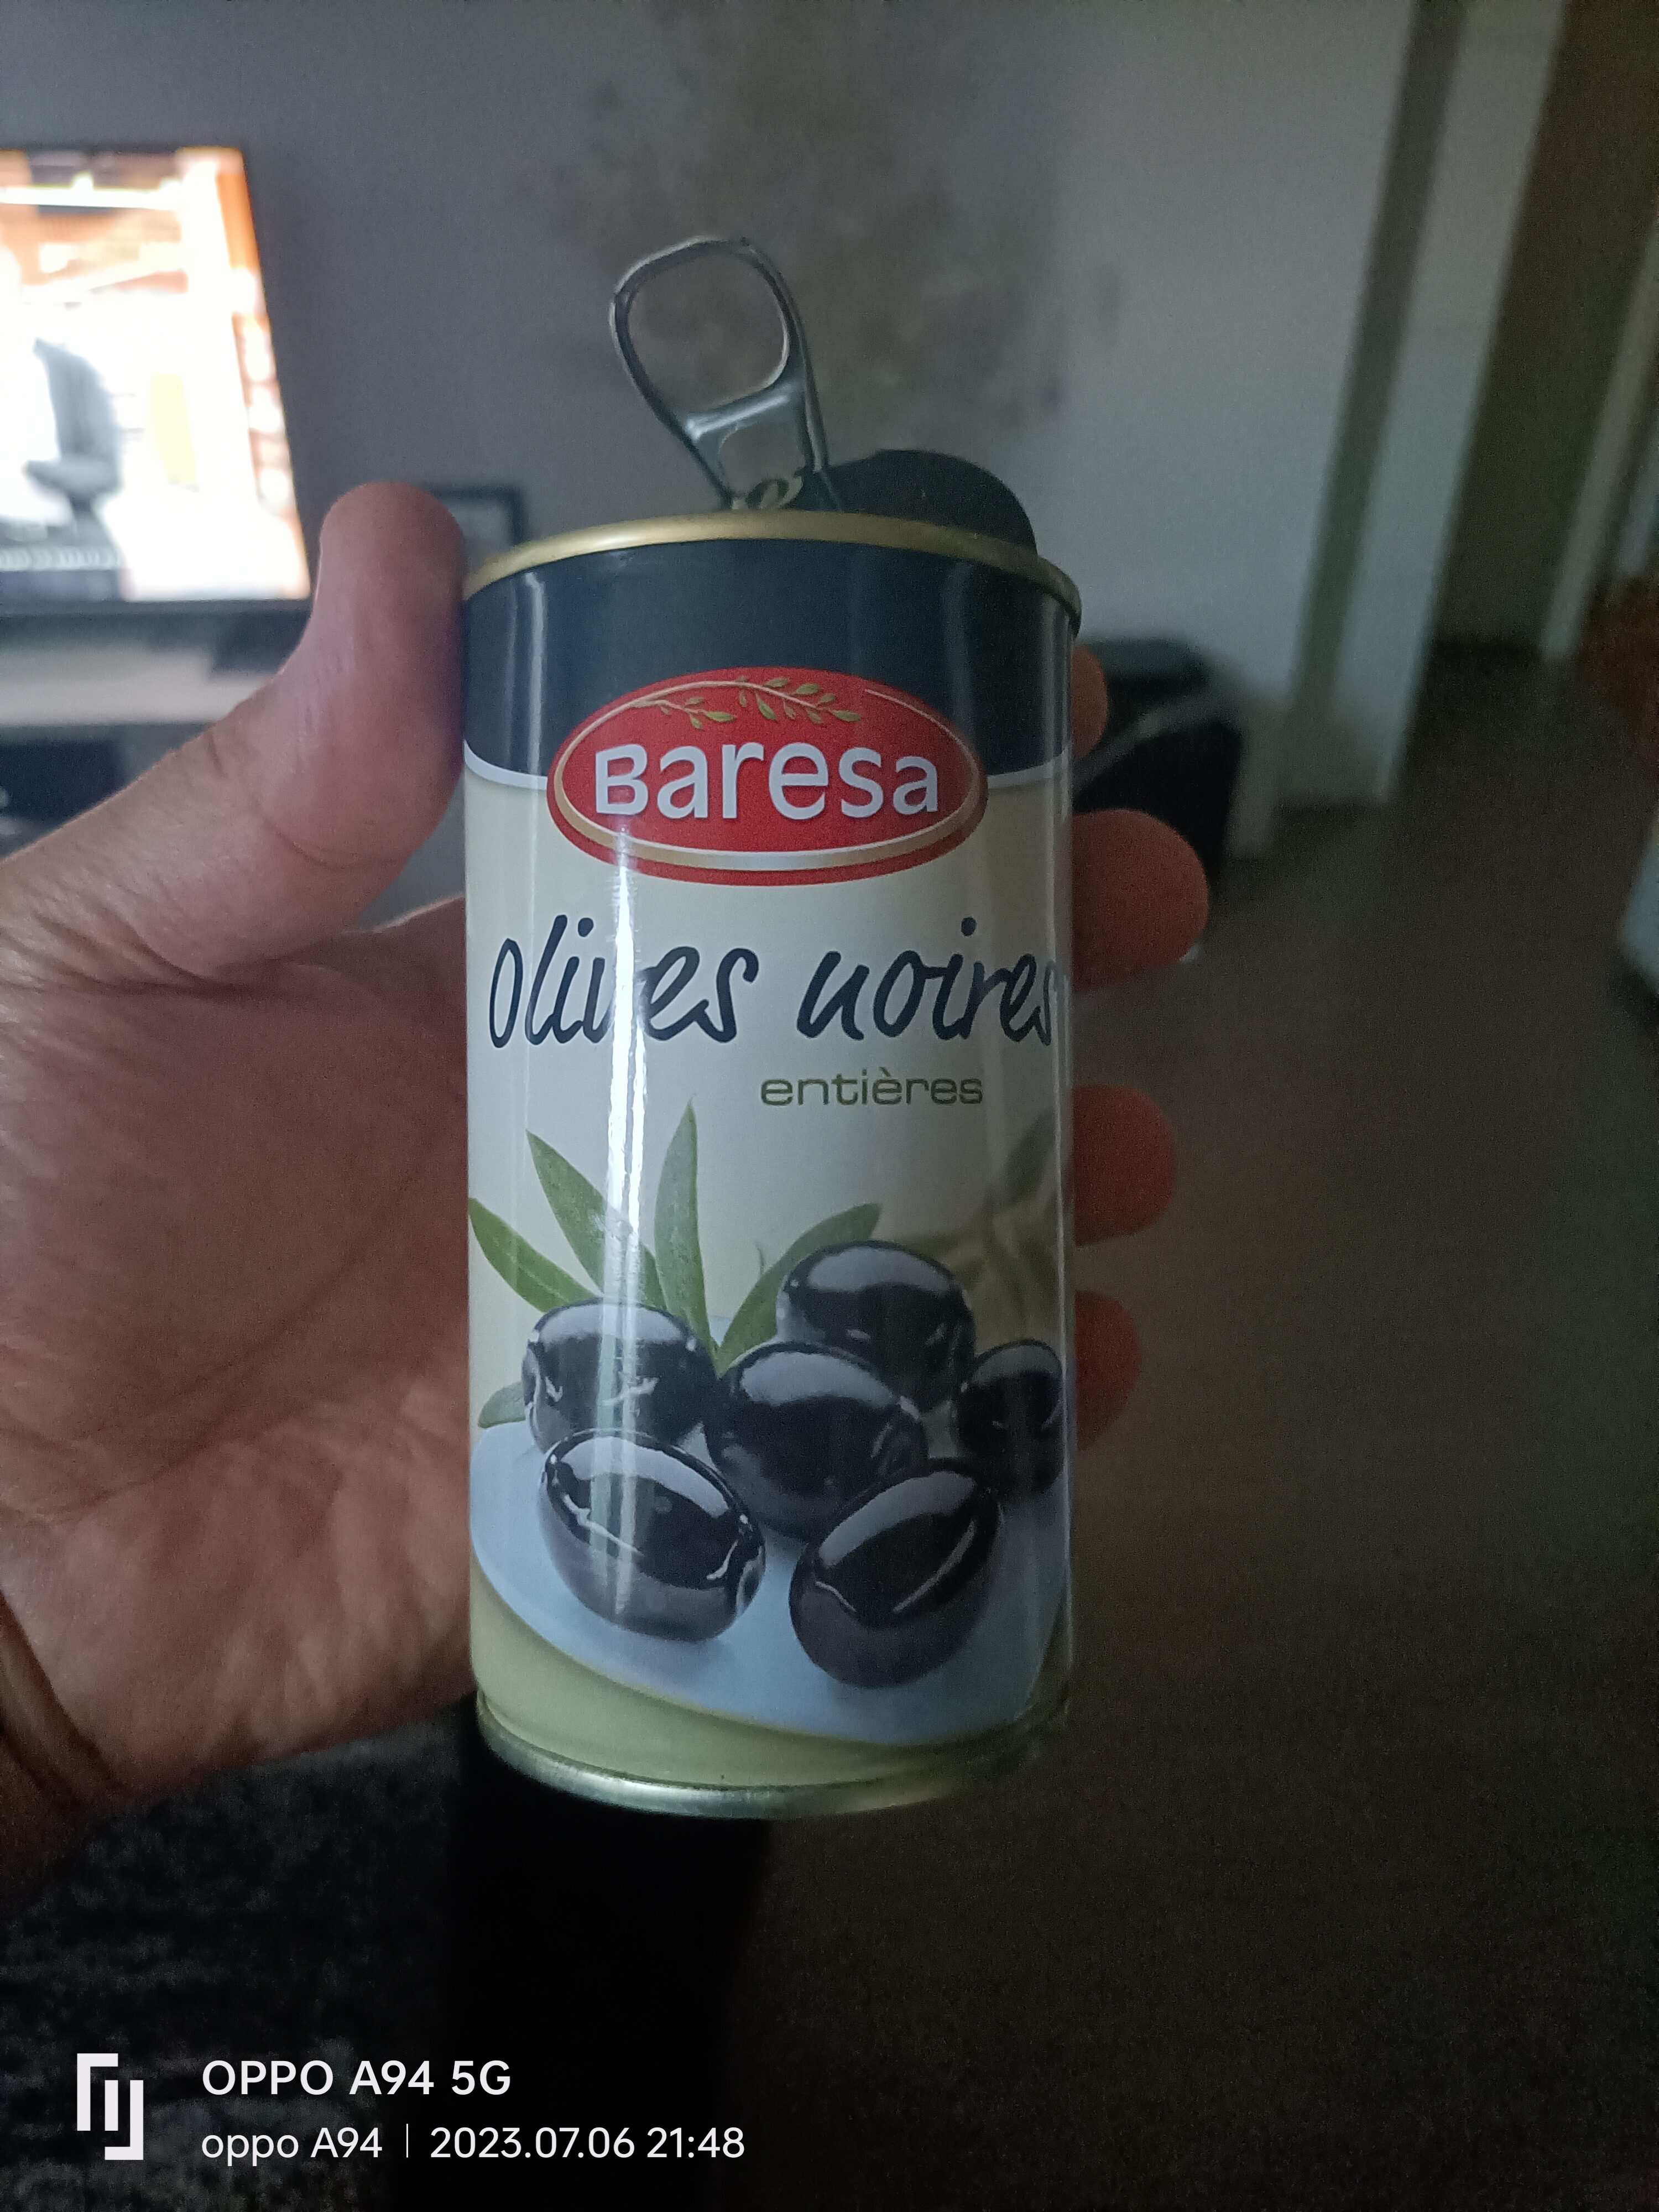 Baresa
olives noires
entières
OPPO A94 5G
oppo A94 | 2023.07.06 21:48